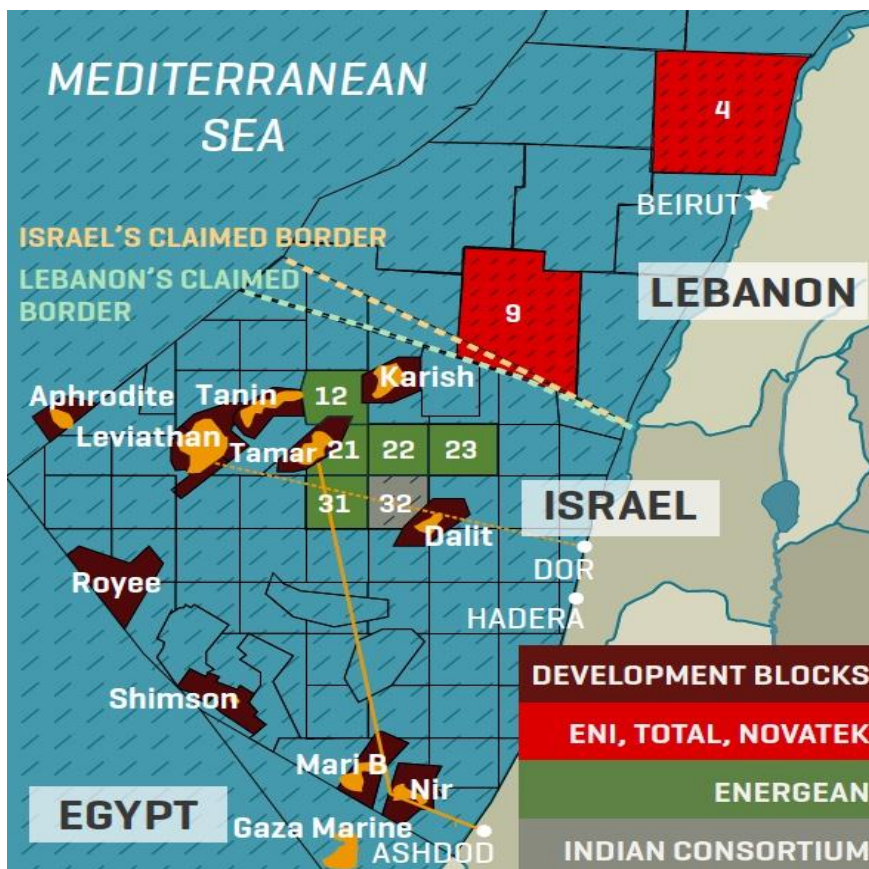 MEDITERRANEAN
SEA
4
BEIRUT
ISRAEL'S CLAIMED BORDER
LEBANON'S CLAIMED
BORDER
LEBANON
9
Karish
Aphrodite
Tanin
12
Leviathan
Tamar
21
22
23
31
32
ISRAEL
Dalit
DOR
Royee
HADERA
DEVELOPMENT BLOCKS
Shimson
ENI, TOTAL, NOVATEK
Mari B
Nir
ENERGEAN
EGYPT
Gaza Marine
ASHDOD
INDIAN CONSORTIUM